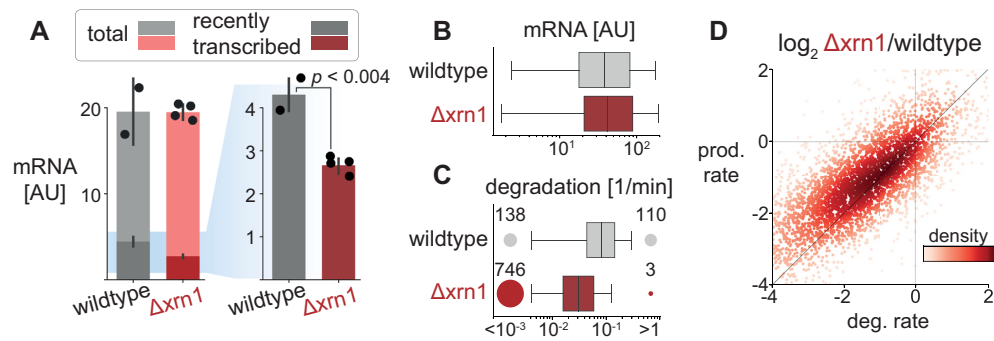 A
total
recently
transcribed
mRNA
[AU]
20
10
wildtype
Δxrn1
p < 0.004
4
3
2
1
wildtype
Δxrn1
B
mRNA [AU]
wildtype
Δxrn1
10¹
10²
C
degradation [1/min]
138
110
wildtype
746
3
Δxrn1
<10⁻³
10⁻²
10⁻¹
>1
D
log₂ Δxrn1/wildtype
2
0
prod.
rate
-2
-4
density
-4
-2
0
2
deg. rate